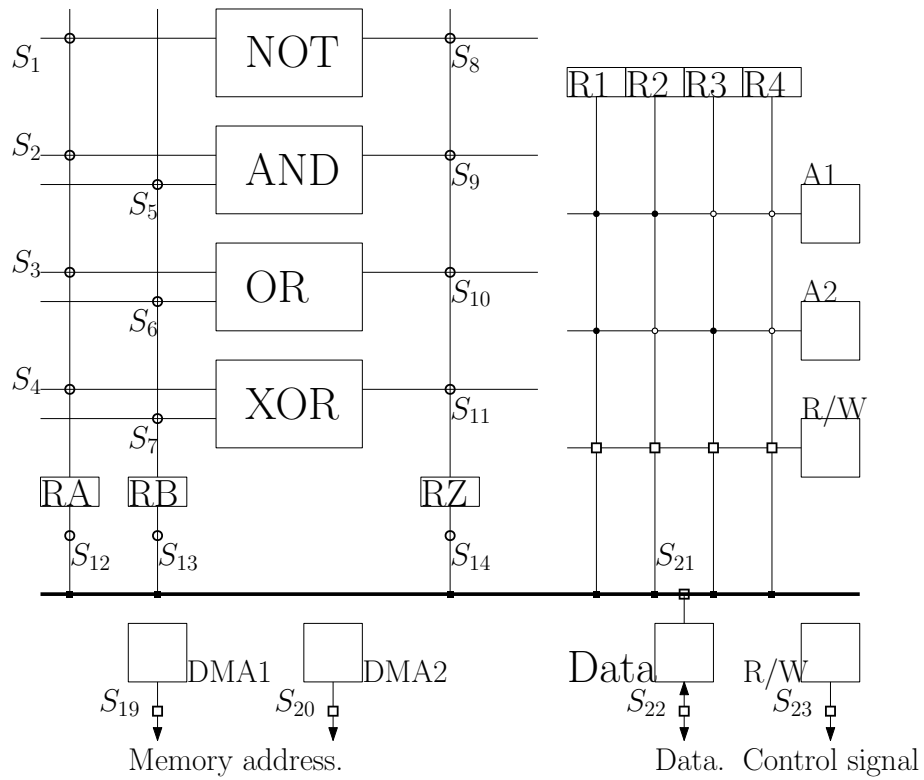 NOT
S1
S8
R1 R2 R3 R4
S2
AND
S9
A1
S5
S3
OR
S10
A2
S6
S4
XOR
S11
R/W
S7
RA RB RZ
S12 S13 S14 S21
DMA1 DMA2 Data R/W
S19 S20 S22 S23
Memory address. Data. Control signal